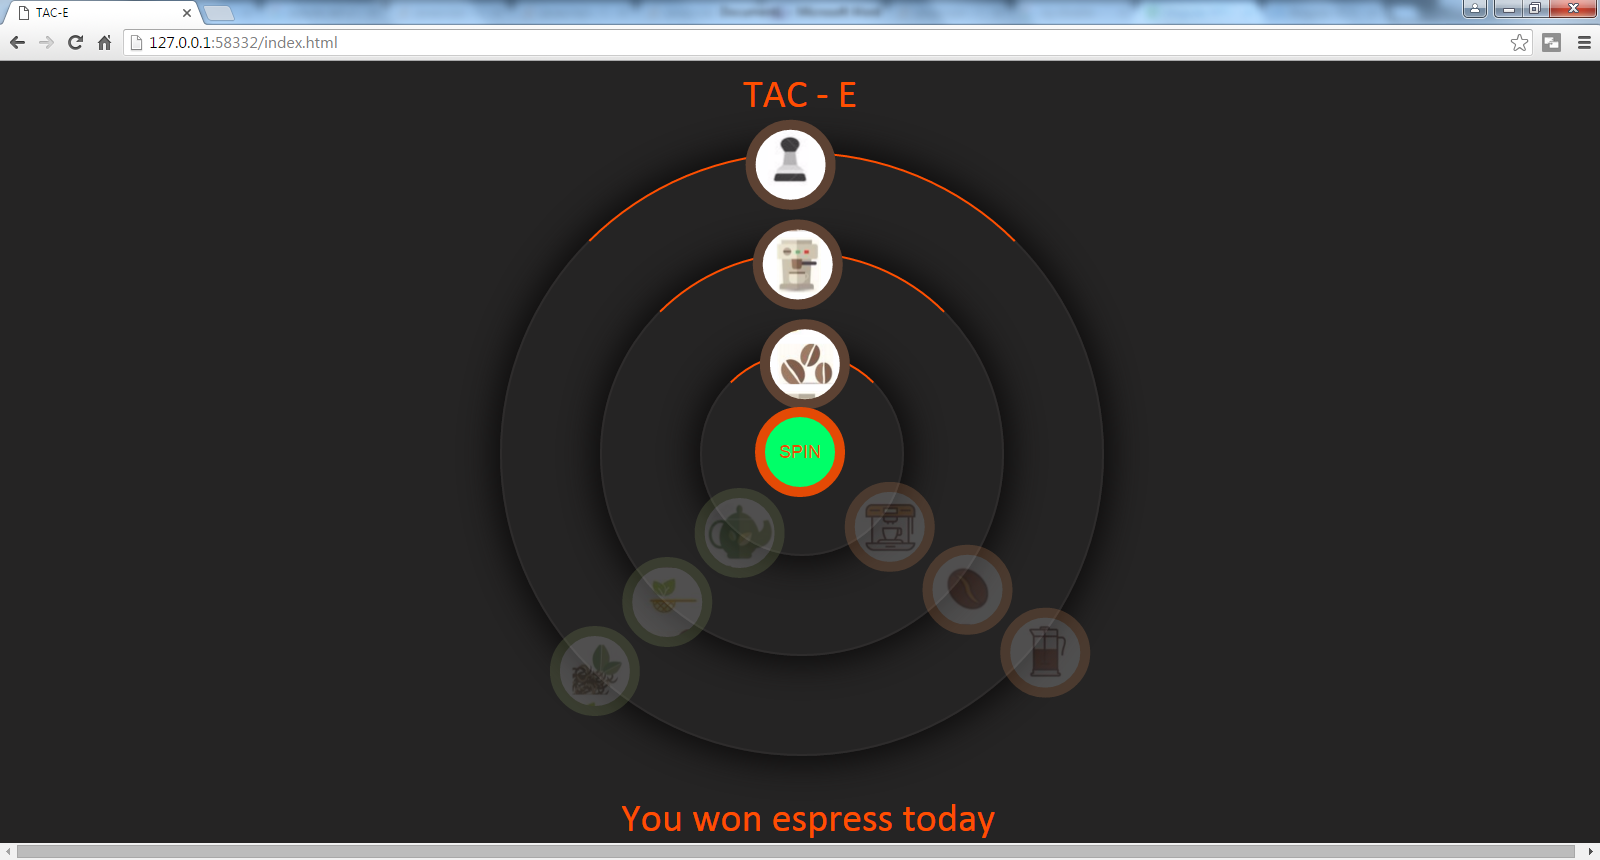 TAC-E
127.0.0.1:58332/index.html
TAC - E
SPIN
You won espress today